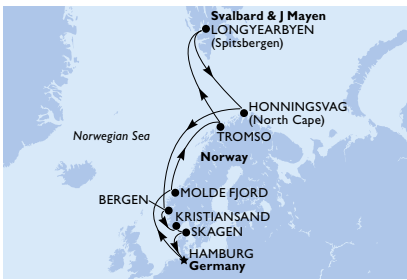 Svalbard & J Mayen
LONGYEARBYEN
(Spitsbergen)
HONNINGSVAG
(North Cape)
TROMSO
Norwegian Sea
Norway
MOLDE FJORD
BERGEN
KRISTIANSAND
SKAGEN
HAMBURG
Germany